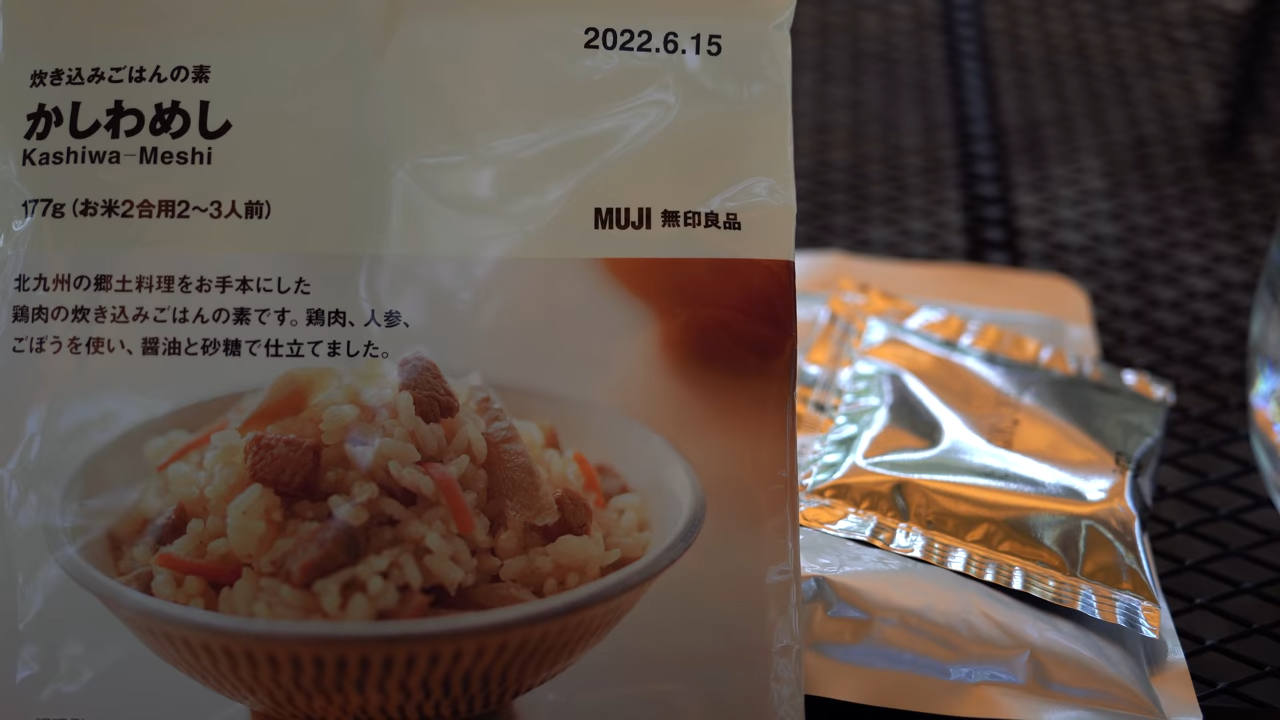 2022.6.15
炊き込みごはんの素
かしわめし
Kashiwa-Meshi
177g（お米2合用2〜3人前）
MUJI 無印良品
北九州の郷土料理をお手本にした
鶏肉の炊き込みごはんの素です。鶏肉、人参、
ごぼうを使い、醤油と砂糖で仕立てました。